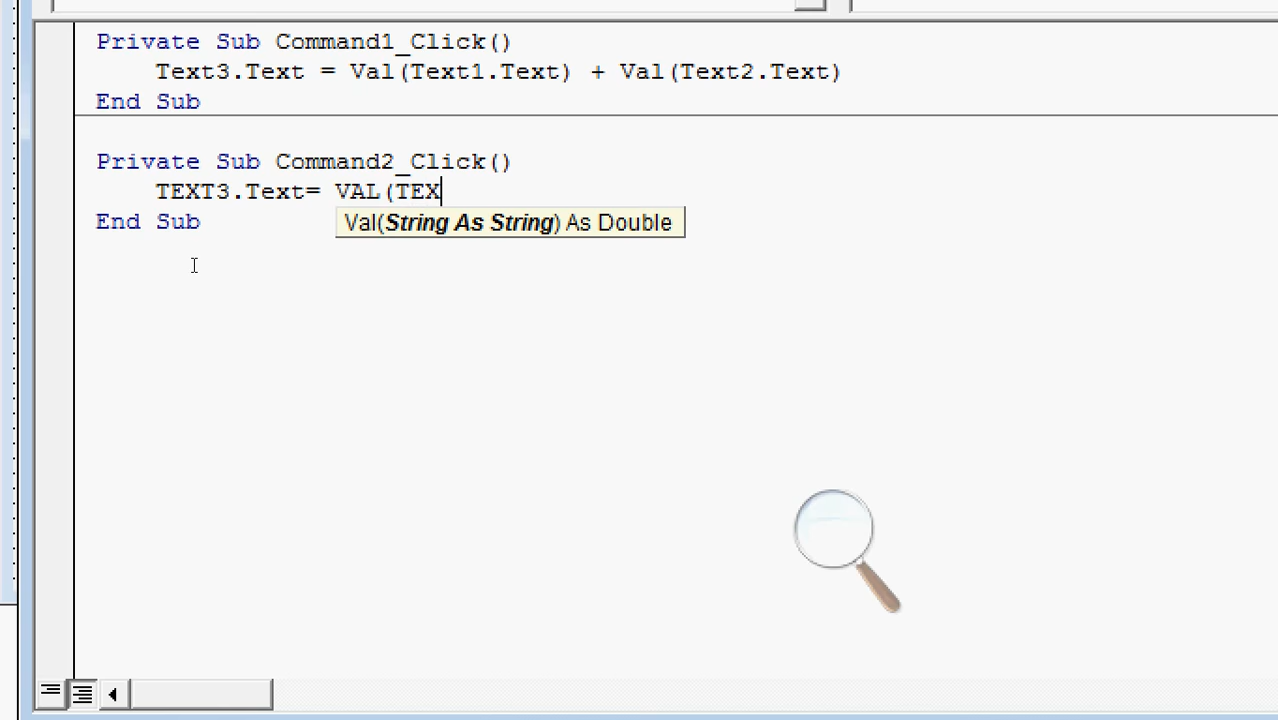 Private Sub Command1_Click()
Text3.Text = Val(Text1.Text) + Val(Text2.Text)
End Sub
Private Sub Command2_Click()
TEXT3.Text= VAL(TEX
End Sub
Val(String As String) As Double